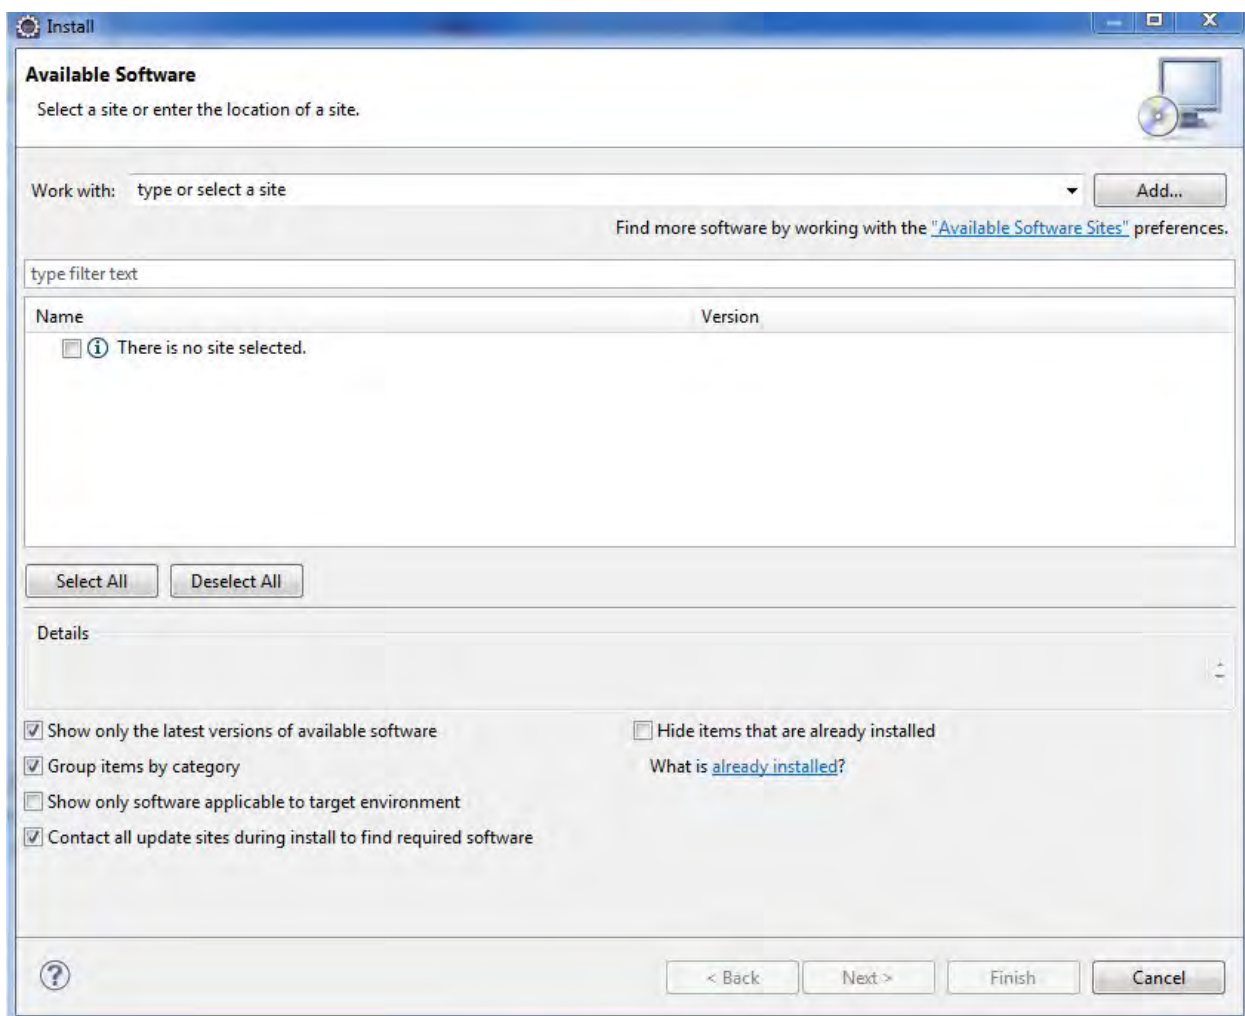 Install
Available Software
Select a site or enter the location of a site.
Work with: type or select a site Add...
Find more software by working with the "Available Software Sites" preferences.
type filter text
Name Version
There is no site selected.
Select All Deselect All
Details
Show only the latest versions of available software Hide items that are already installed
Group items by category What is already installed?
Show only software applicable to target environment
Contact all update sites during install to find required software
? < Back Next > Finish Cancel